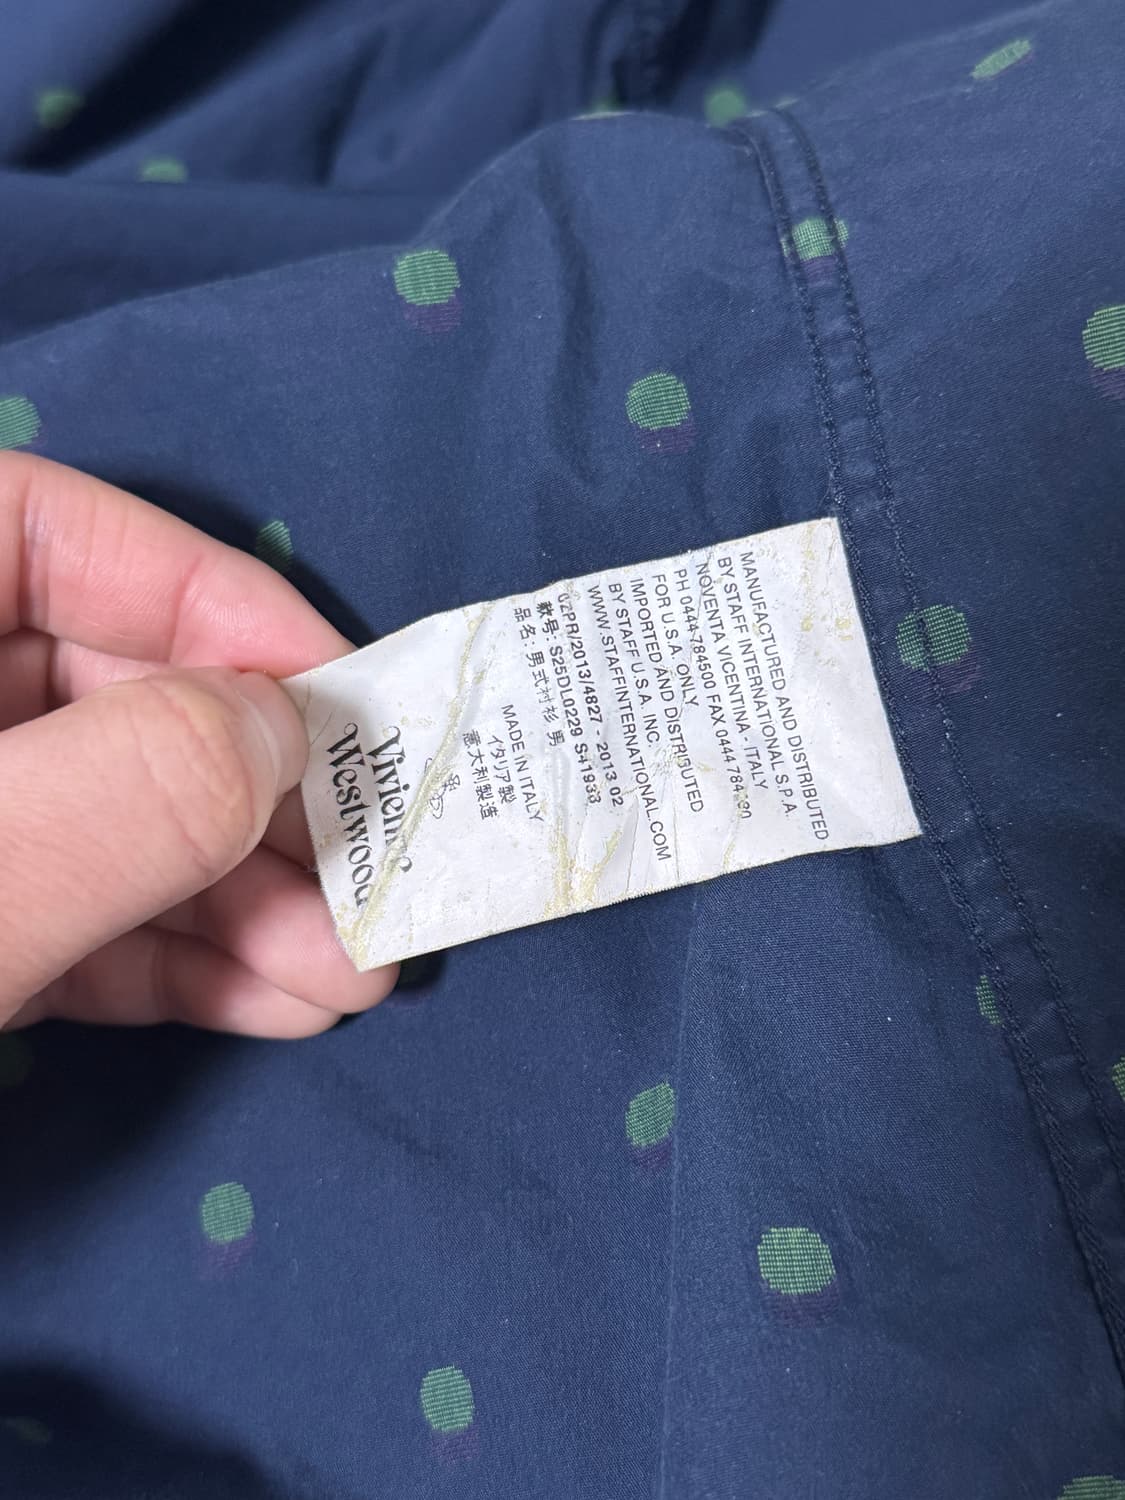 MANUFACTURED AND DISTRIBUTED
BY STAFF INTERNATIONAL S.P.A.
NOVENTA VICENTINA - ITALY
PH 0444 784500 FAX 0444
FOR U.S.A. ONLY
IMPORTED AND DISTRIBUTED
BY STAFF U.S.A. INC.
WWW.STAFFINTERNATIONAL.COM
02PR/2013/4827 - 2013 02
款号: S25DL0229 S41933
品名: 男式衬衫 男
MADE IN ITALY
イタリア製
意大利製造
Vivienne
Westwood